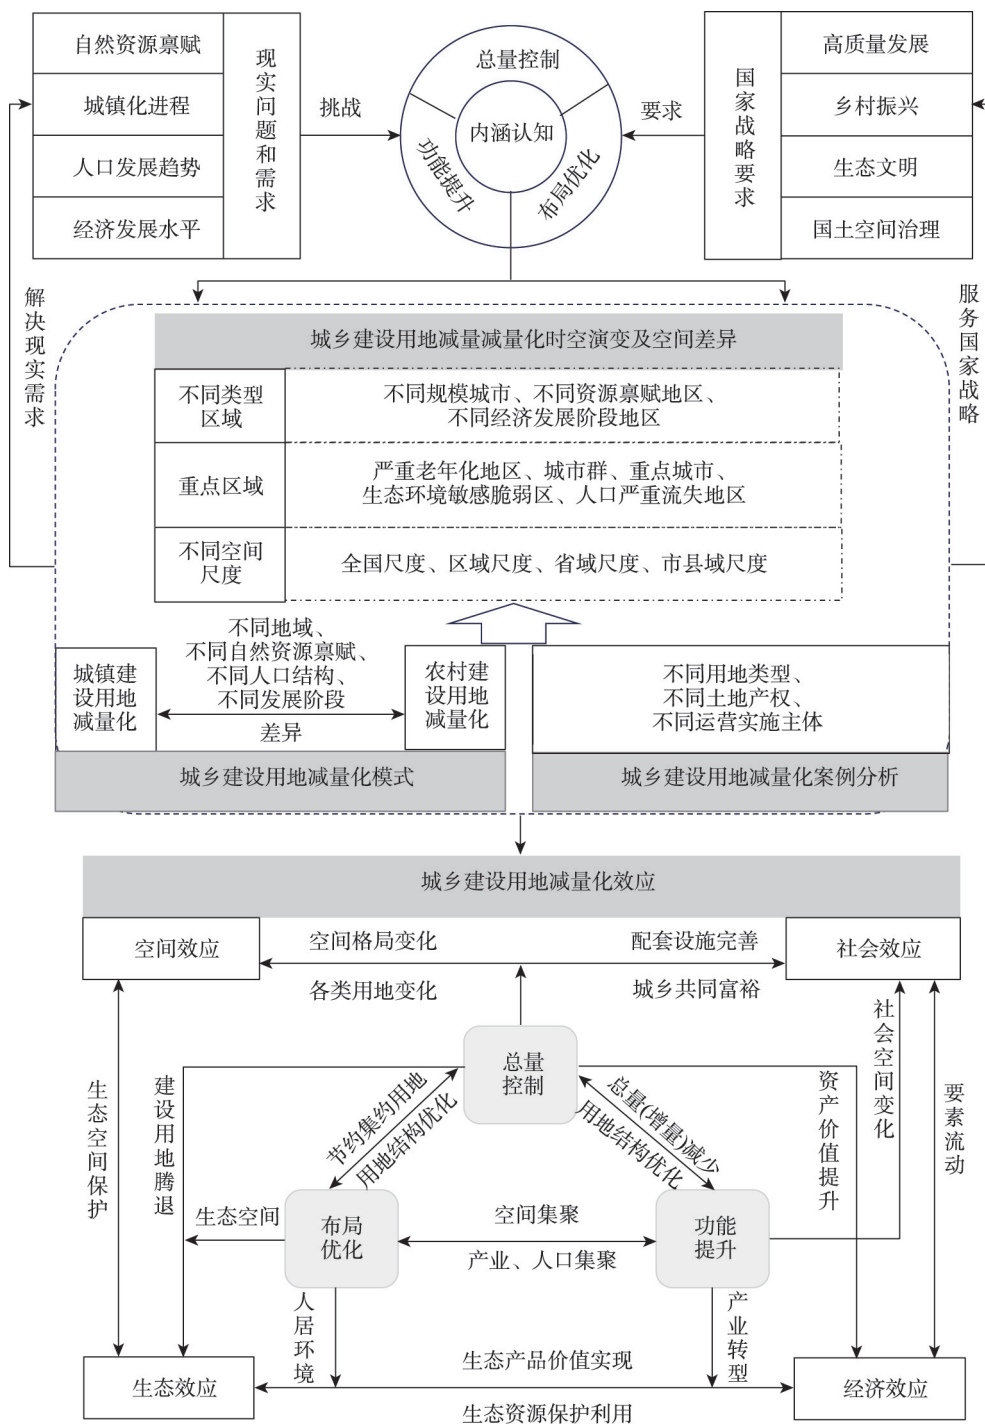 自然资源禀赋
城镇化进程
人口发展趋势
经济发展水平
现实问题和需求
挑战
总量控制
内涵认知
功能提升
布局优化
要求
国家战略要求
高质量发展
乡村振兴
生态文明
国土空间治理
解决现实需求
服务国家战略
城乡建设用地减量减量化时空演变及空间差异
不同类型
区域
不同规模城市、不同资源禀赋地区、
不同经济发展阶段地区
重点区域
严重老年化地区、城市群、重点城市、
生态环境敏感脆弱区、人口严重流失地区
不同空间
尺度
全国尺度、区域尺度、省域尺度、市县域尺度
城镇建
设用地
减量化
不同地域、
不同自然资源禀赋、
不同人口结构、
不同发展阶段
差异
农村建
设用地
减量化
不同用地类型、
不同土地产权、
不同运营实施主体
城乡建设用地减量化模式
城乡建设用地减量化案例分析
城乡建设用地减量化效应
空间效应
空间格局变化
各类用地变化
配套设施完善
城乡共同富裕
社会效应
总量
控制
生态空间保护
建设用地腾退
节约集约用地
用地结构优化
总量(增量)减少
用地结构优化
资产价值提升
社会空间变化
要素流动
生态空间
布局
优化
空间集聚
产业、人口集聚
功能
提升
人居环境
产业转型
生态效应
生态产品价值实现
生态资源保护利用
经济效应